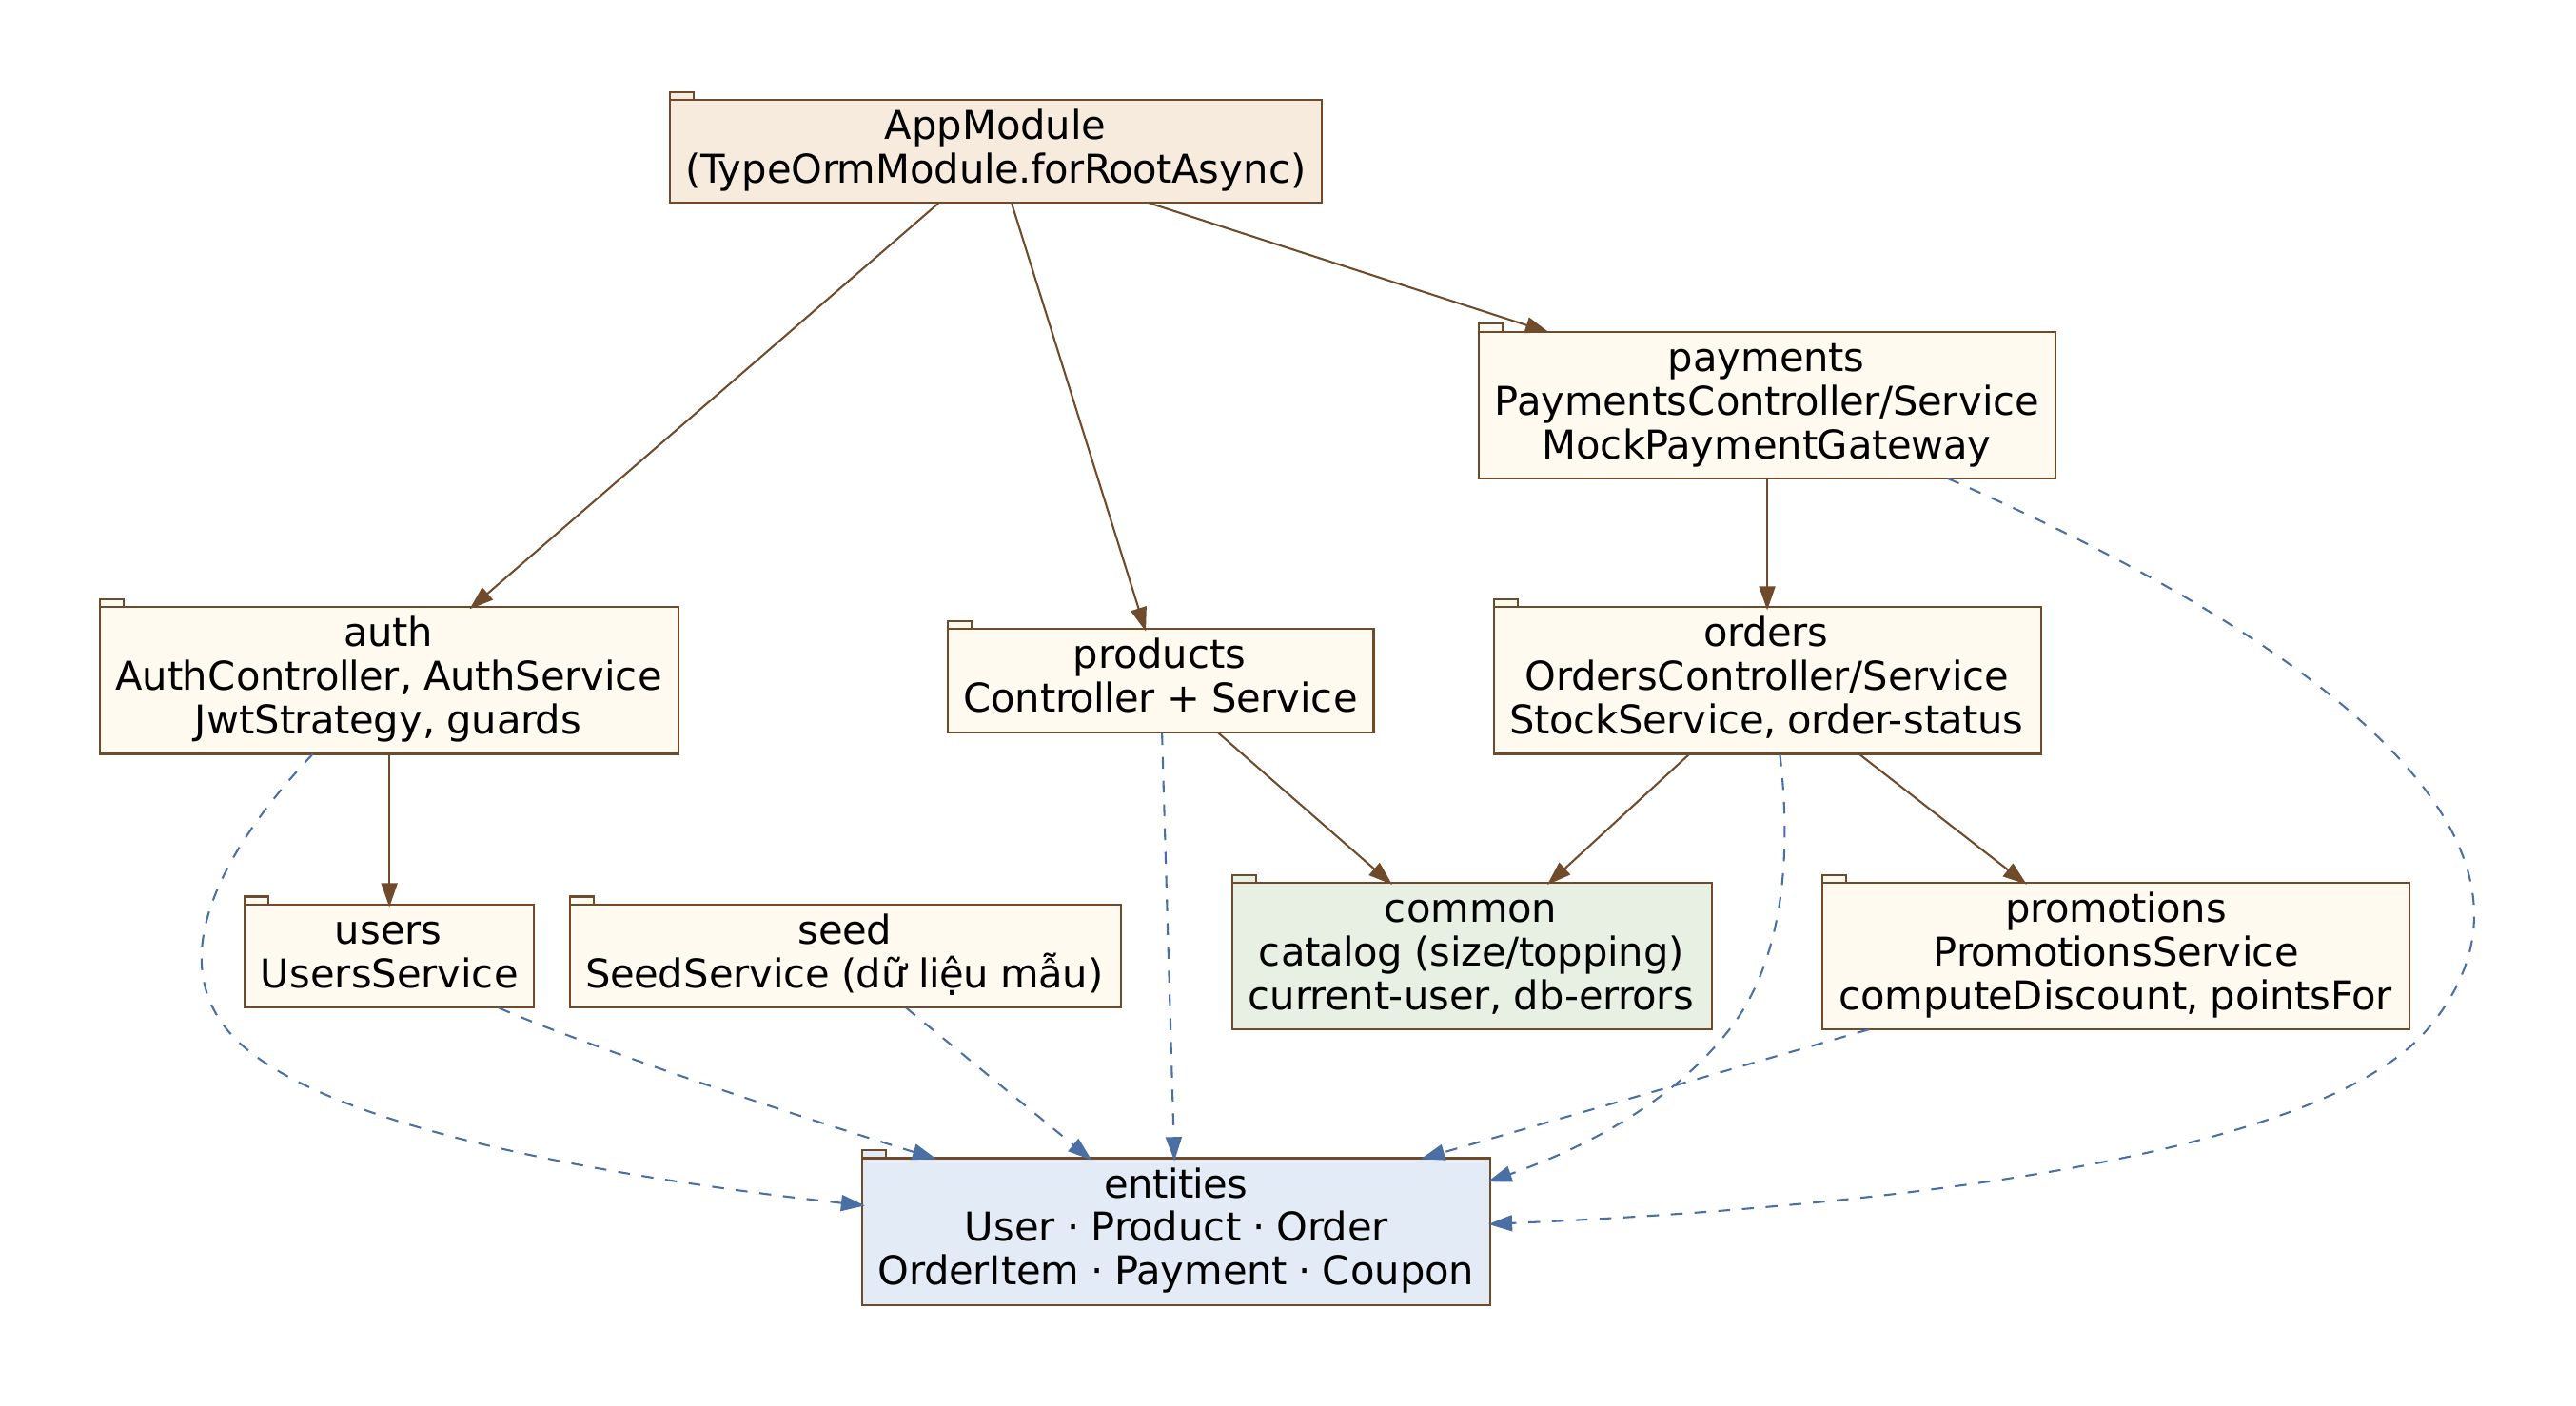 AppModule
(TypeOrmModule.forRootAsync)
payments
PaymentsController/Service
MockPaymentGateway
auth
AuthController, AuthService
JwtStrategy, guards
products
Controller + Service
orders
OrdersController/Service
StockService, order-status
users
UsersService
seed
SeedService (dữ liệu mẫu)
common
catalog (size/topping)
current-user, db-errors
promotions
PromotionsService
computeDiscount, pointsFor
entities
User · Product · Order
OrderItem · Payment · Coupon